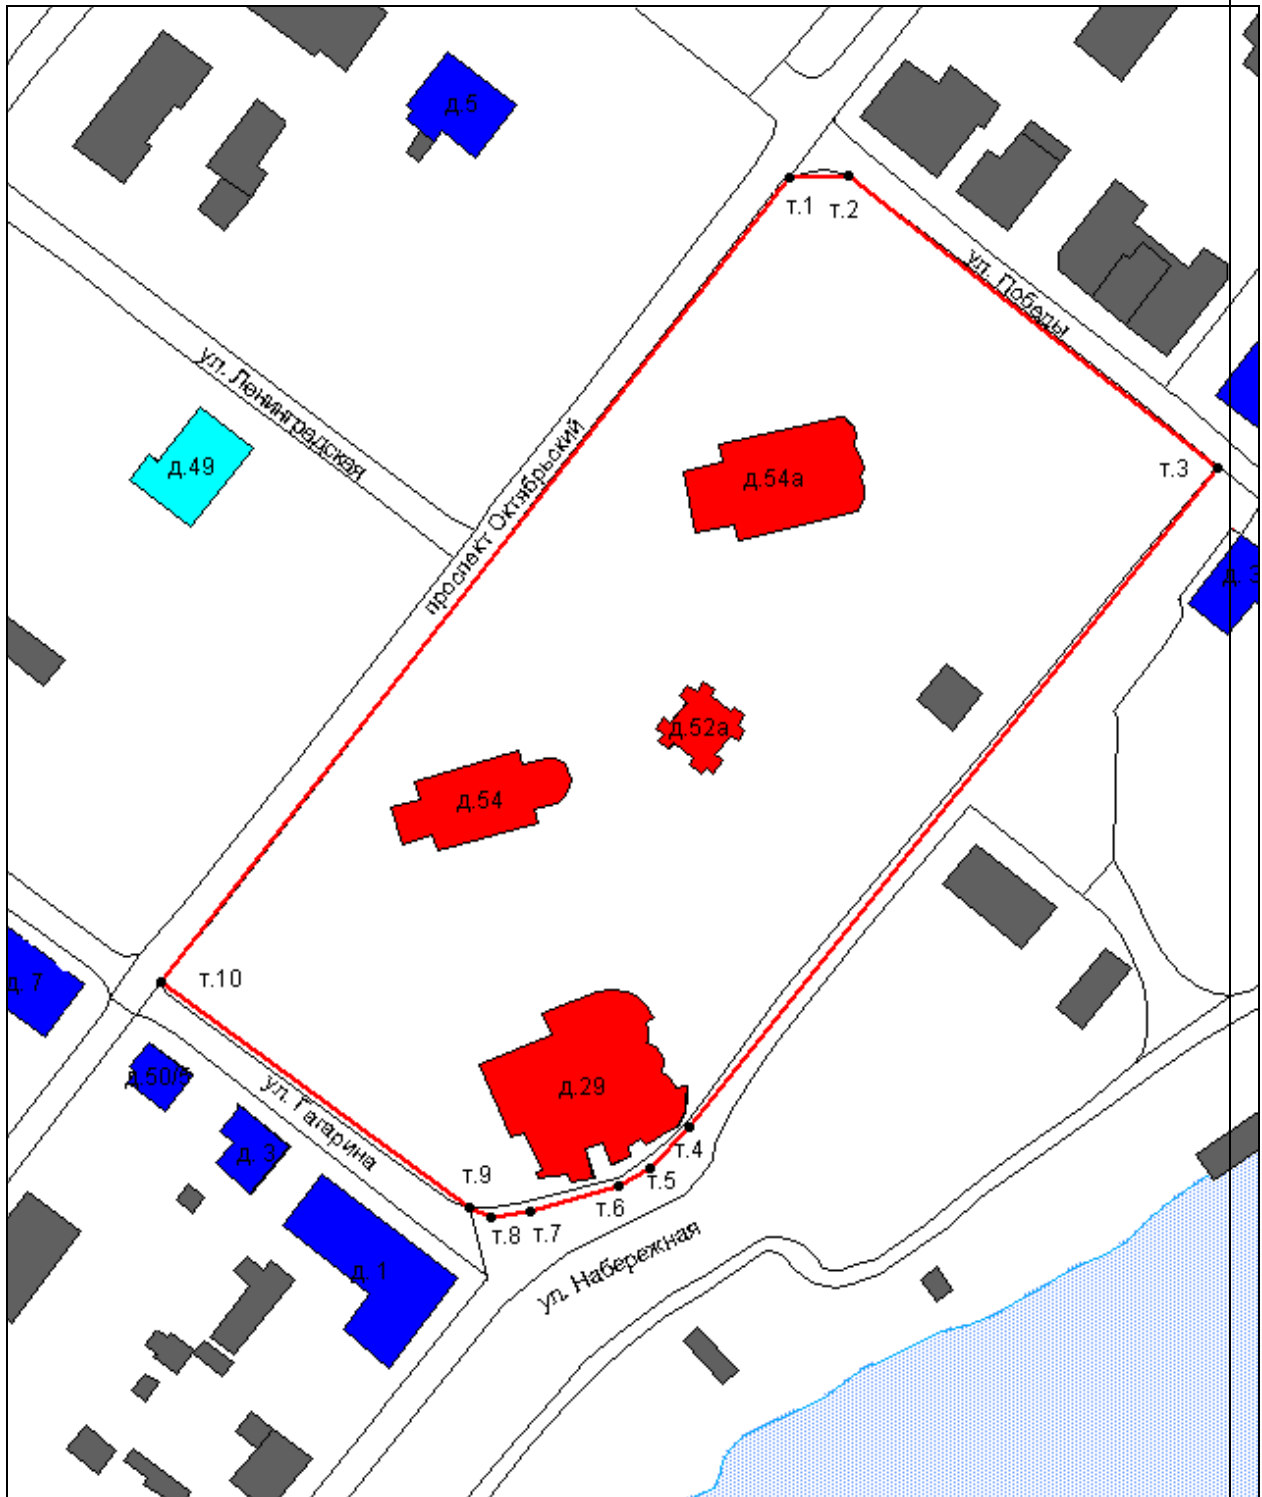 д.5
т.1
т.2
ул. Победы
ул. Ленинградская
проспект Октябрьский
д.49
д.54а
т.3
д. 3
д.52а
д.54
д. 7
т.10
д.50/5
ул. Гагарина
д.29
д. 3
т.4
т.5
т.9
т.6
т.8
т.7
ул. Набережная
д. 1